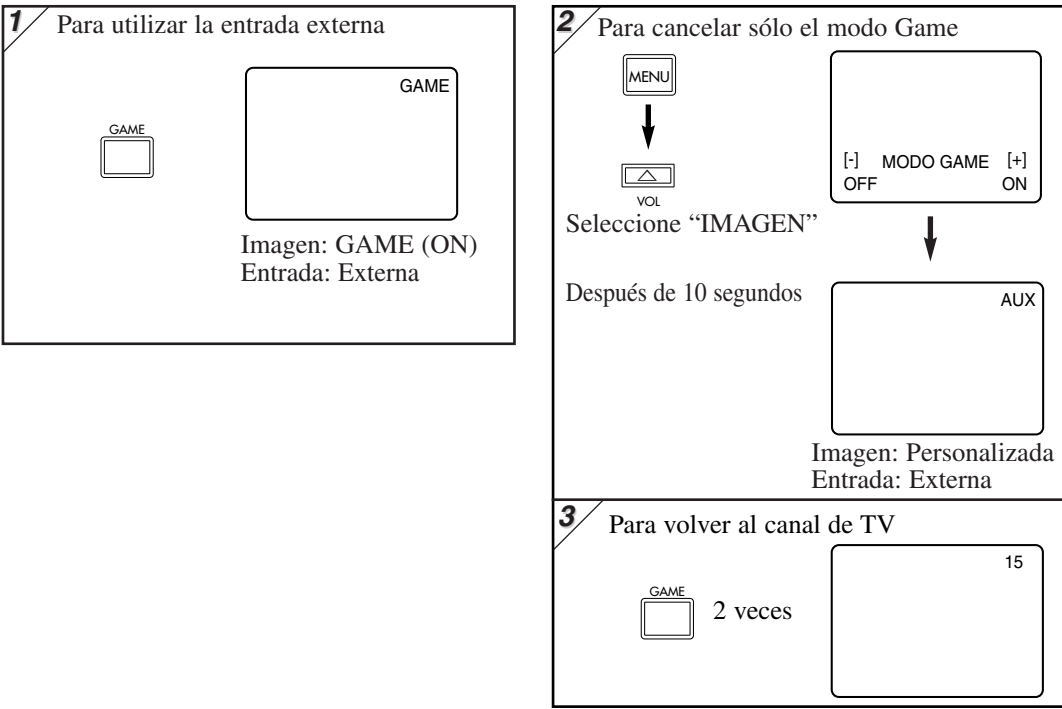 1 Para utilizar la entrada externa
GAME
GAME
Imagen: GAME (ON)
Entrada: Externa
2 Para cancelar sólo el modo Game
MENU
VOL
Seleccione “IMAGEN”
[-] MODO GAME [+]
OFF ON
Después de 10 segundos
AUX
Imagen: Personalizada
Entrada: Externa
3 Para volver al canal de TV
GAME
2 veces
15